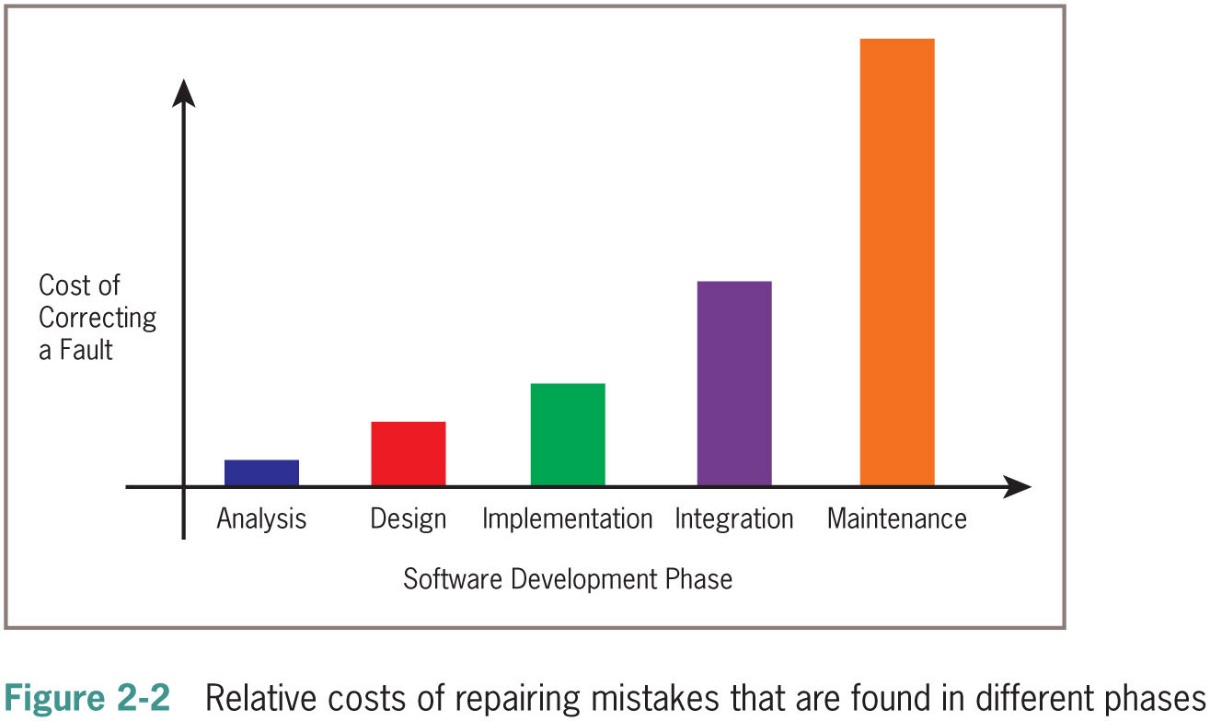 Cost of
Correcting
a Fault
Analysis Design Implementation Integration Maintenance
Software Development Phase
Figure 2-2 Relative costs of repairing mistakes that are found in different phases